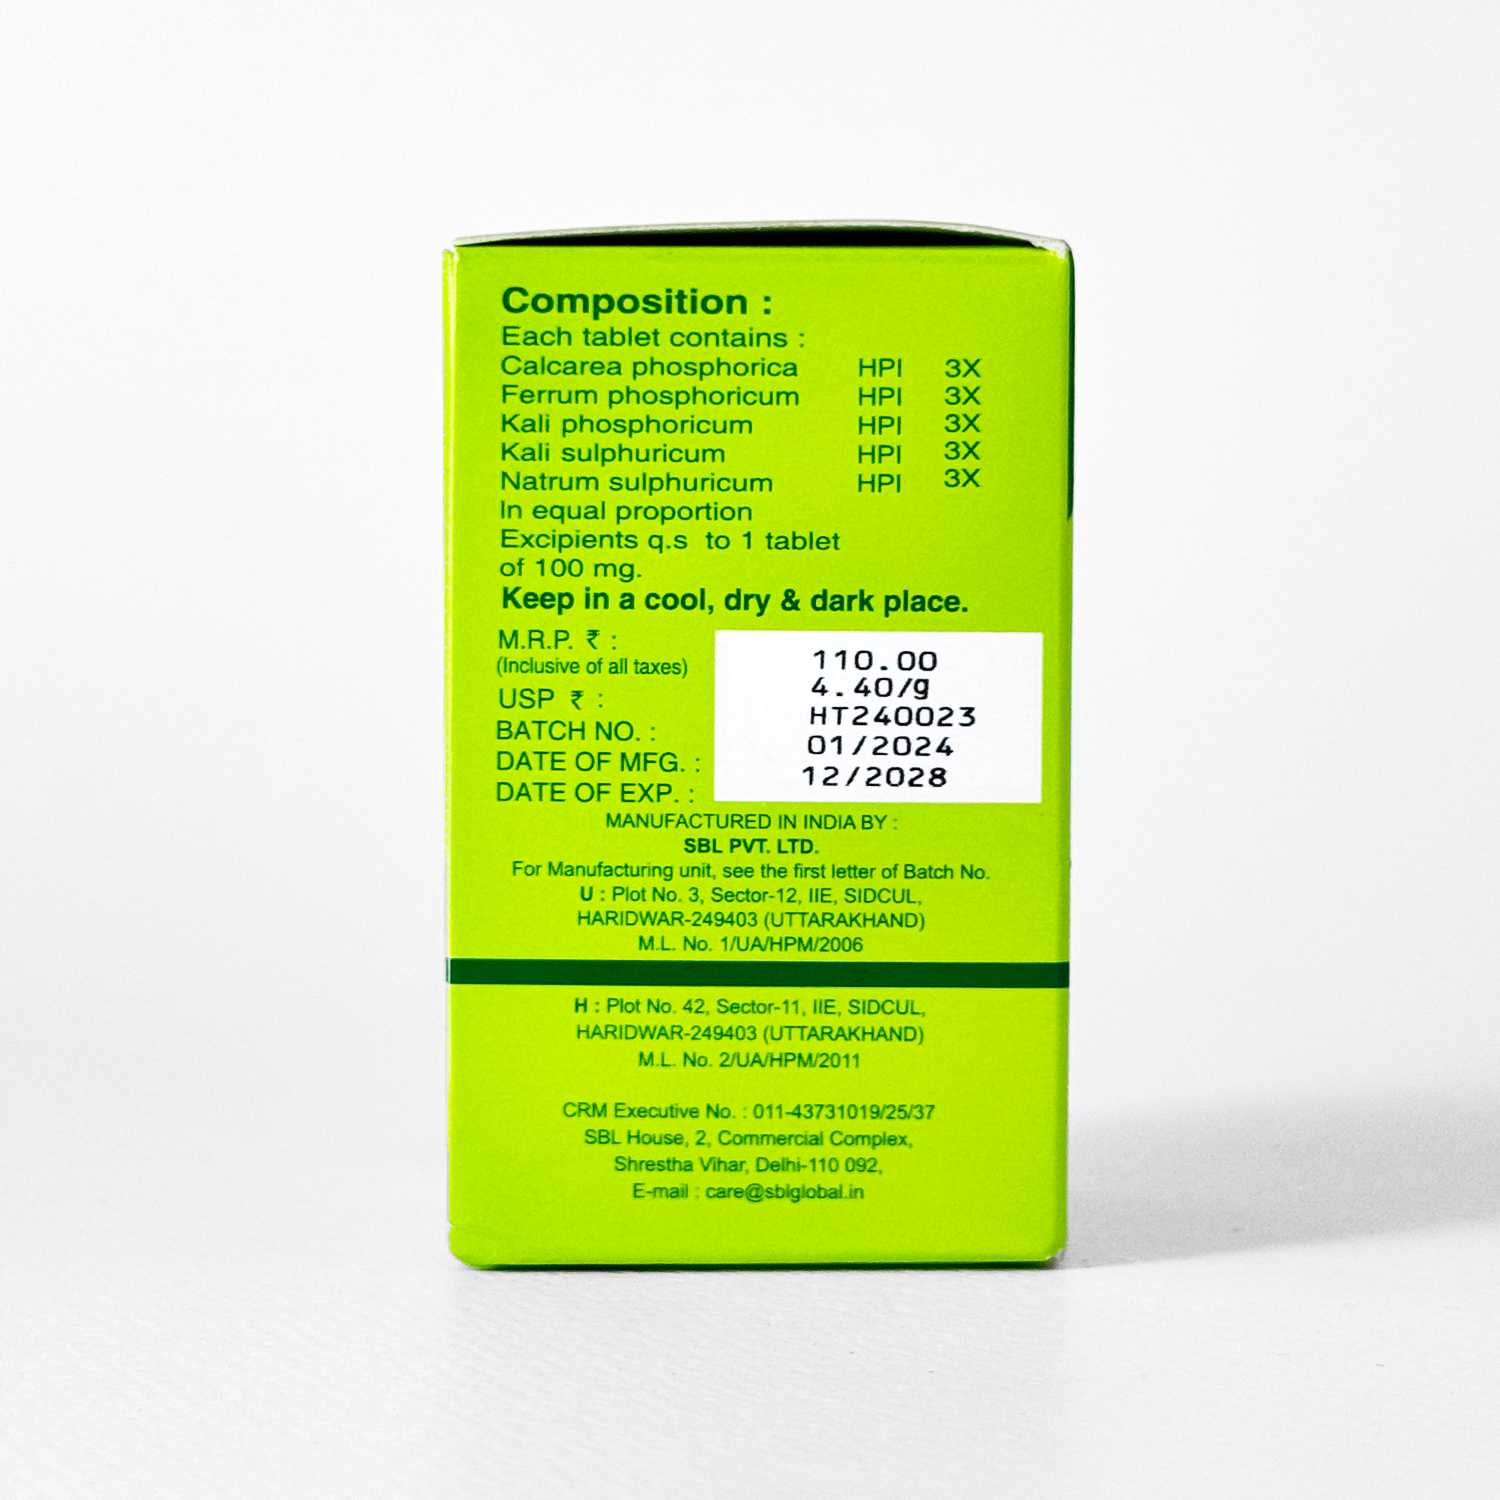 Composition :
Each tablet contains :
Calcarea phosphorica HPI 3X
Ferrum phosphoricum HPI 3X
Kali phosphoricum HPI 3X
Kali sulphuricum HPI 3X
Natrum sulphuricum HPI 3X
In equal proportion
Excipients q.s to 1 tablet
of 100 mg.
Keep in a cool, dry & dark place.
M.R.P. ₹ : 110.00
(Inclusive of all taxes)
USP ₹ : 4.40/g
BATCH NO. : HT240023
DATE OF MFG. : 01/2024
DATE OF EXP. : 12/2028
MANUFACTURED IN INDIA BY :
SBL PVT. LTD.
For Manufacturing unit, see the first letter of Batch No.
U : Plot No. 3, Sector-12, IIE, SIDCUL,
HARIDWAR-249403 (UTTARAKHAND)
M.L. No. 1/UA/HPM/2006
H : Plot No. 42, Sector-11, IIE, SIDCUL,
HARIDWAR-249403 (UTTARAKHAND)
M.L. No. 2/UA/HPM/2011
CRM Executive No. : 011-43731019/25/37
SBL House, 2, Commercial Complex,
Shrestha Vihar, Delhi-110 092,
E-mail : care@sblglobal.in